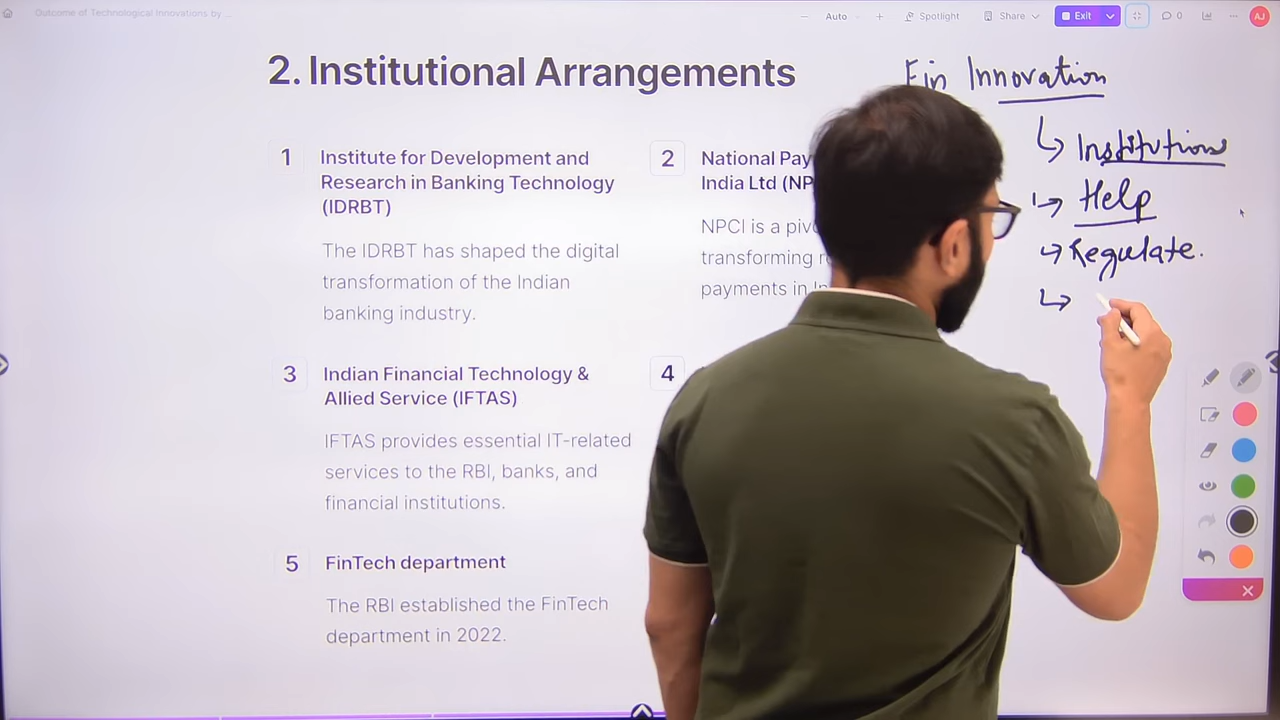 Outcome of Technological Innovations by ...
Auto
Spotlight
Share
Exit
0
AJ
2. Institutional Arrangements
Fin Innovation
Institutions
Help
Regulate.
1
Institute for Development and
Research in Banking Technology
(IDRBT)
The IDRBT has shaped the digital
transformation of the Indian
banking industry.
2
National Pay
India Ltd (NP
NPCI is a piv
transforming r
payments in In
3
Indian Financial Technology &
Allied Service (IFTAS)
IFTAS provides essential IT-related
services to the RBI, banks, and
financial institutions.
4
5
FinTech department
The RBI established the FinTech
department in 2022.